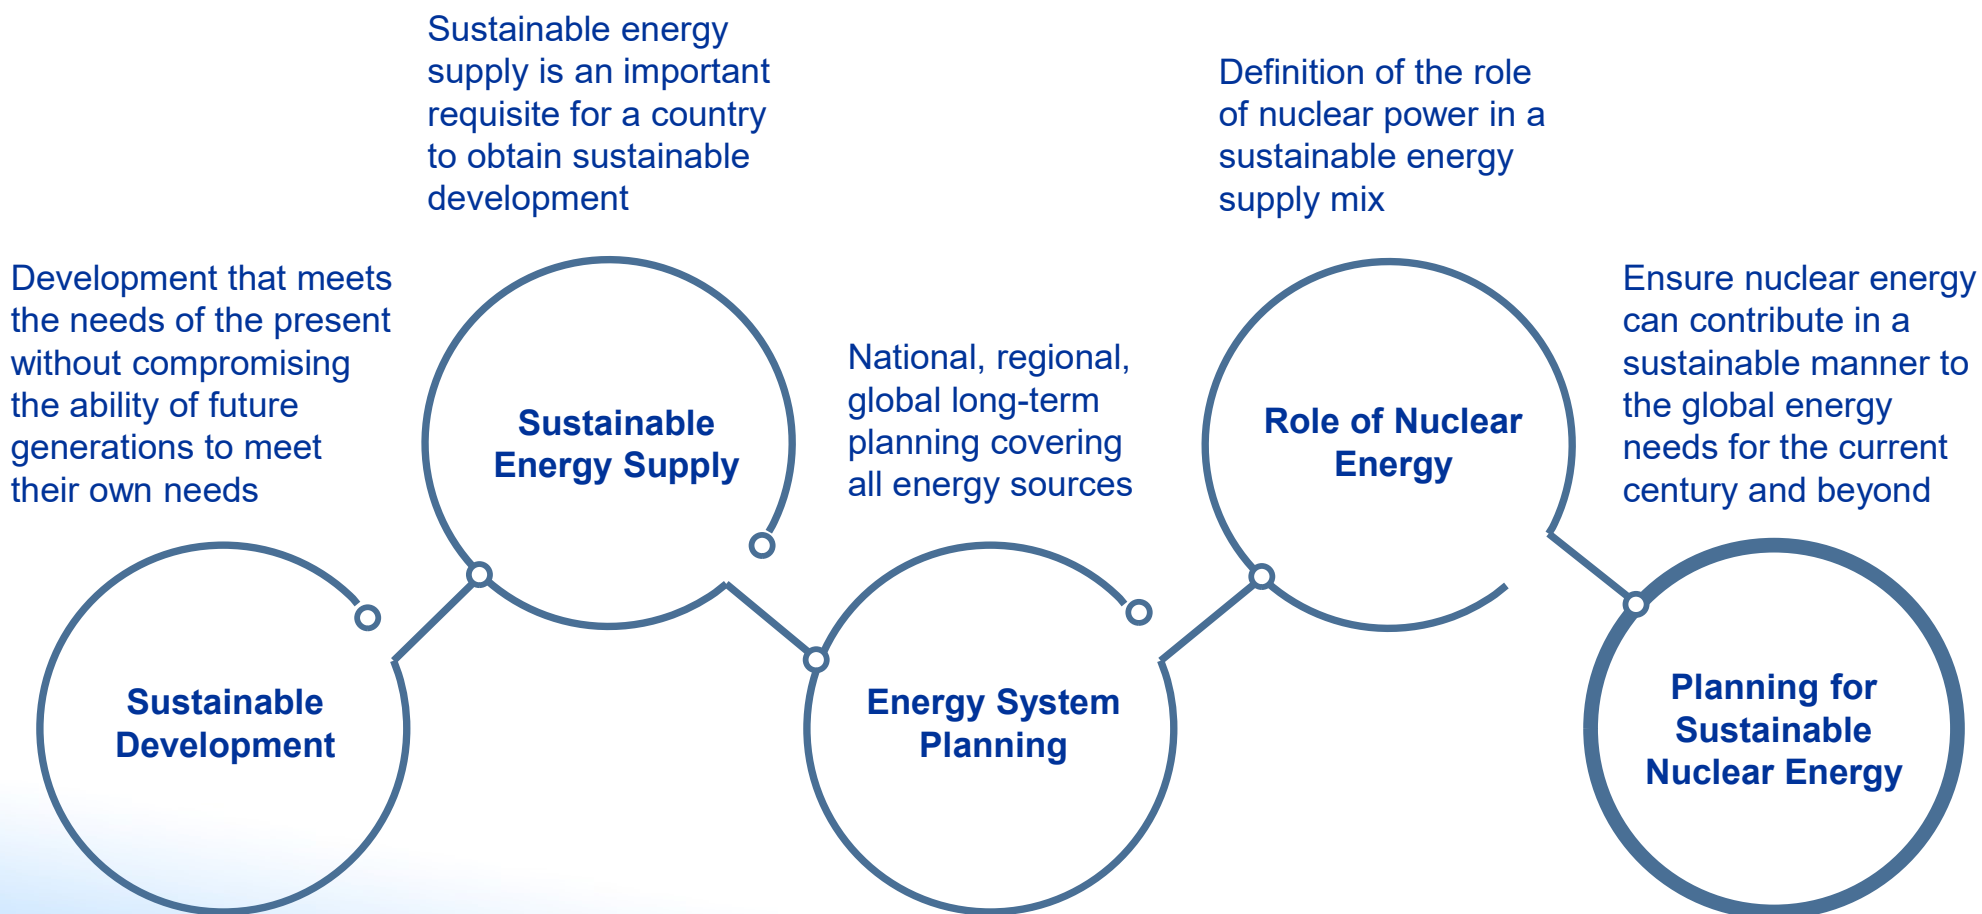 Development that meets
the needs of the present
without compromising
the ability of future
generations to meet
their own needs
Sustainable
Development
Sustainable energy
supply is an important
requisite for a country
to obtain sustainable
development
Sustainable
Energy Supply
National, regional,
global long-term
planning covering
all energy sources
Energy System
Planning
Definition of the role
of nuclear power in a
sustainable energy
supply mix
Role of Nuclear
Energy
Ensure nuclear energy
can contribute in a
sustainable manner to
the global energy
needs for the current
century and beyond
Planning for
Sustainable
Nuclear Energy